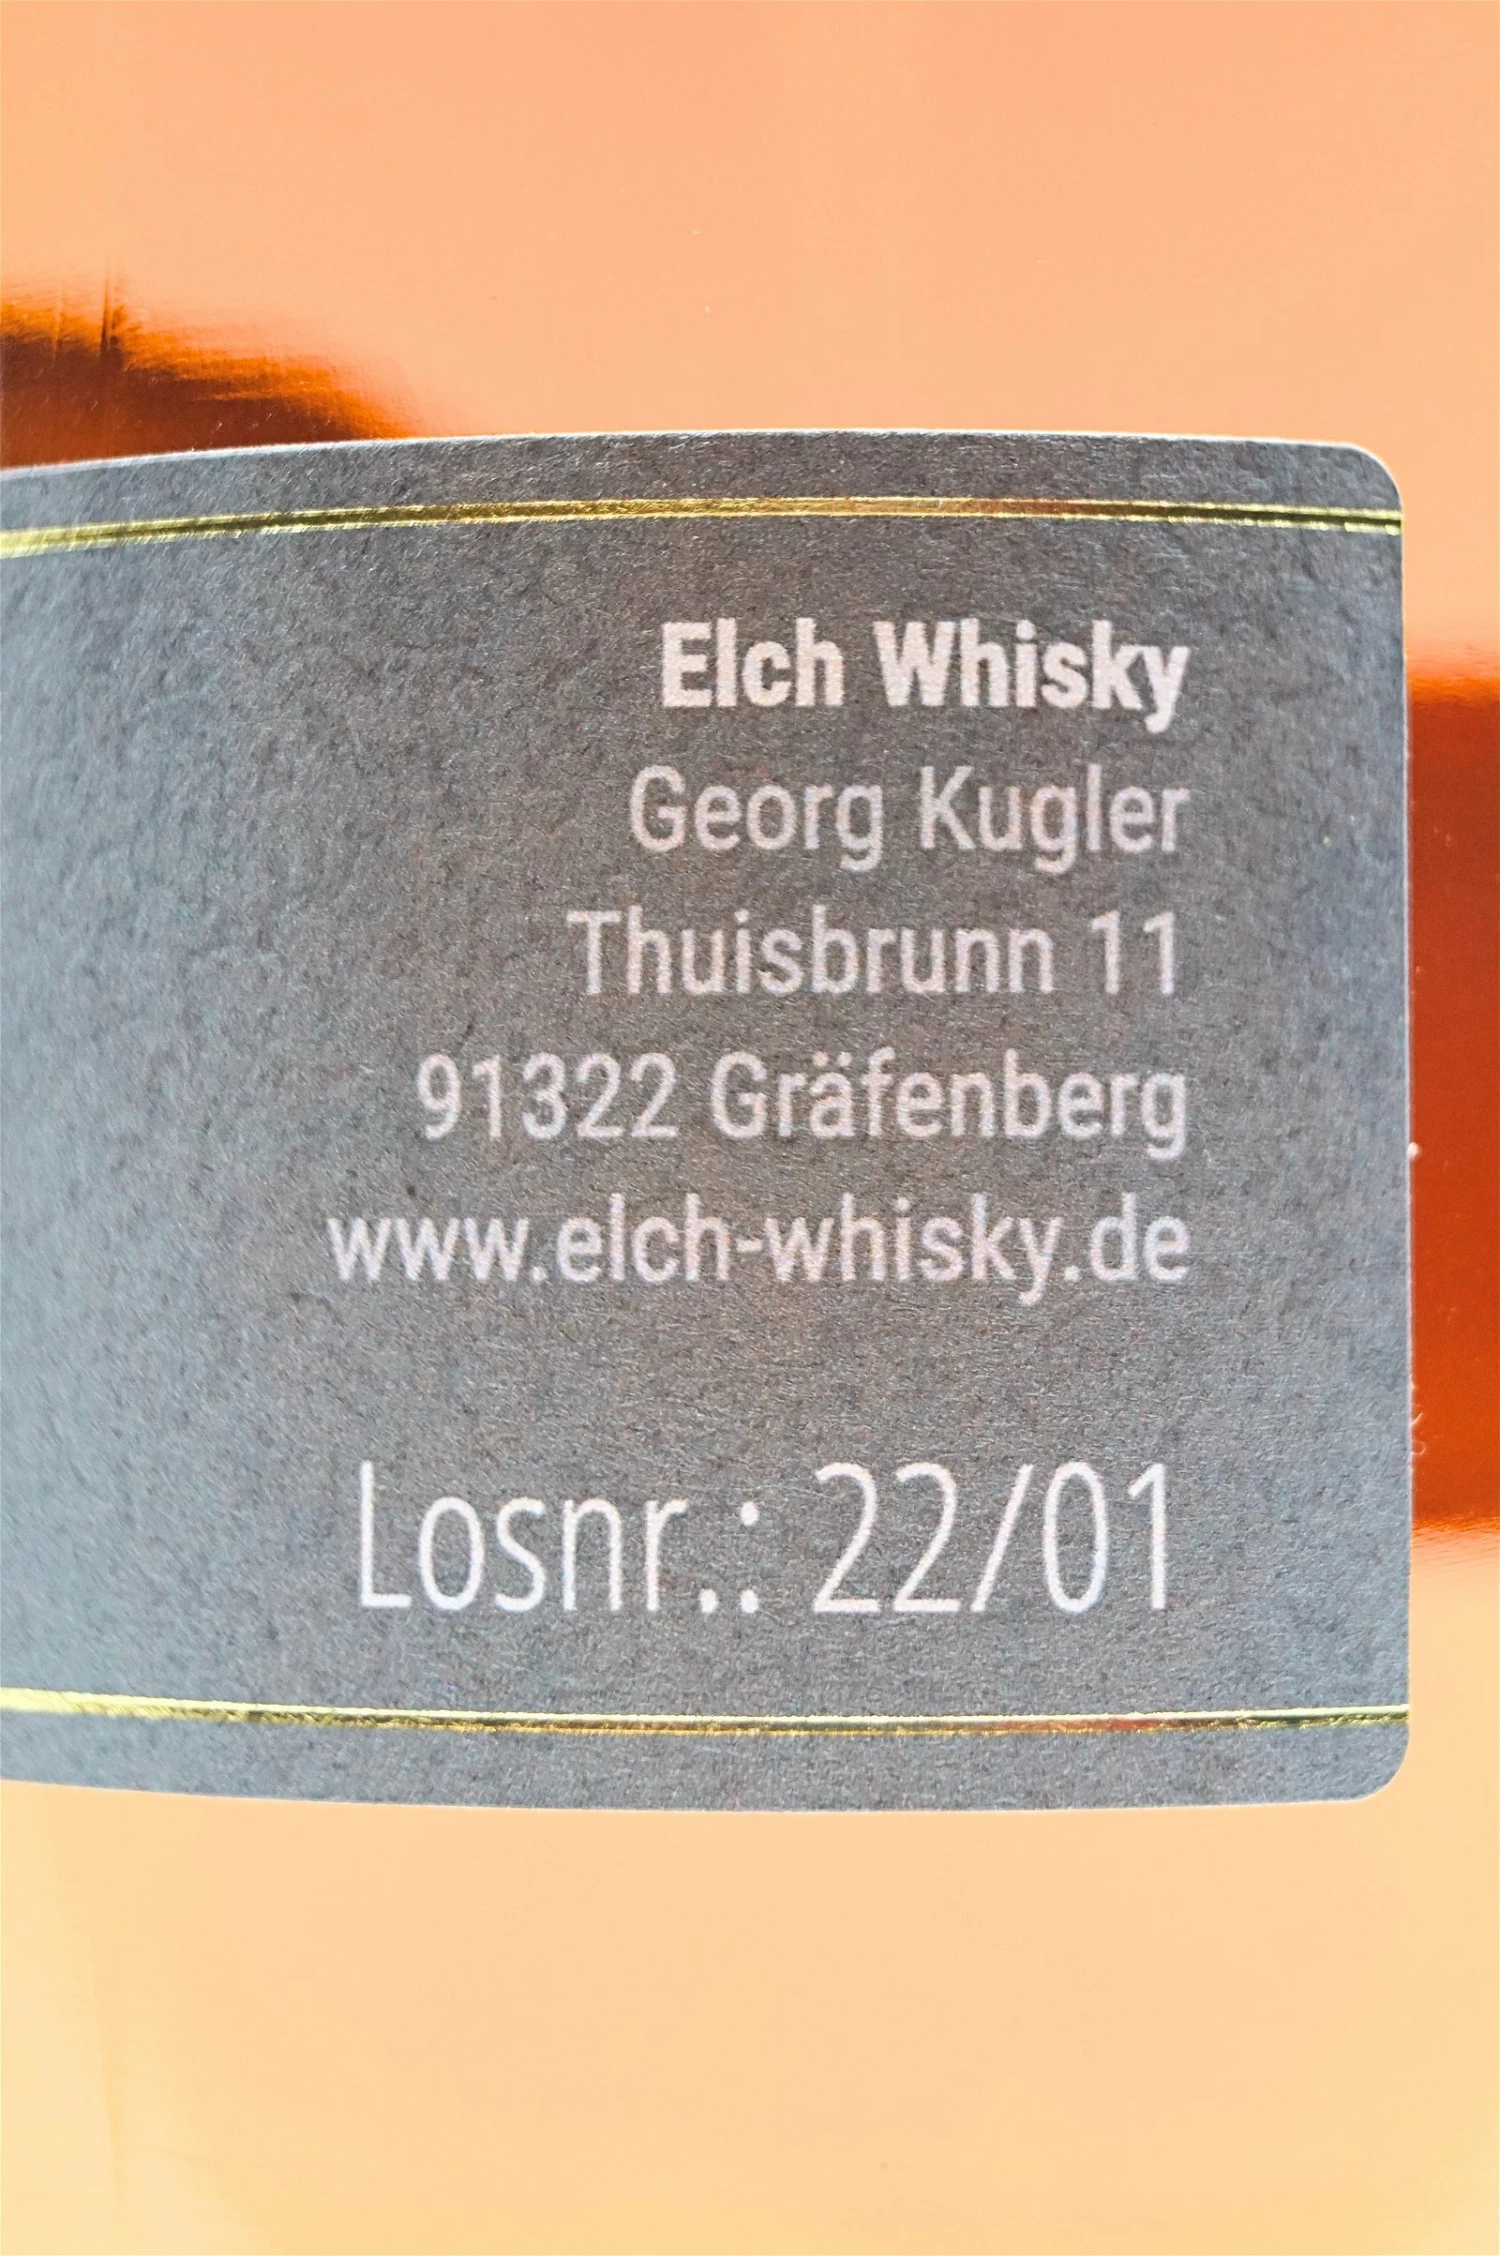 Elch Whisky
Georg Kugler
Thuisbrunn 11
91322 Gräfenberg
www.elch-whisky.de
Losnr.: 22/01